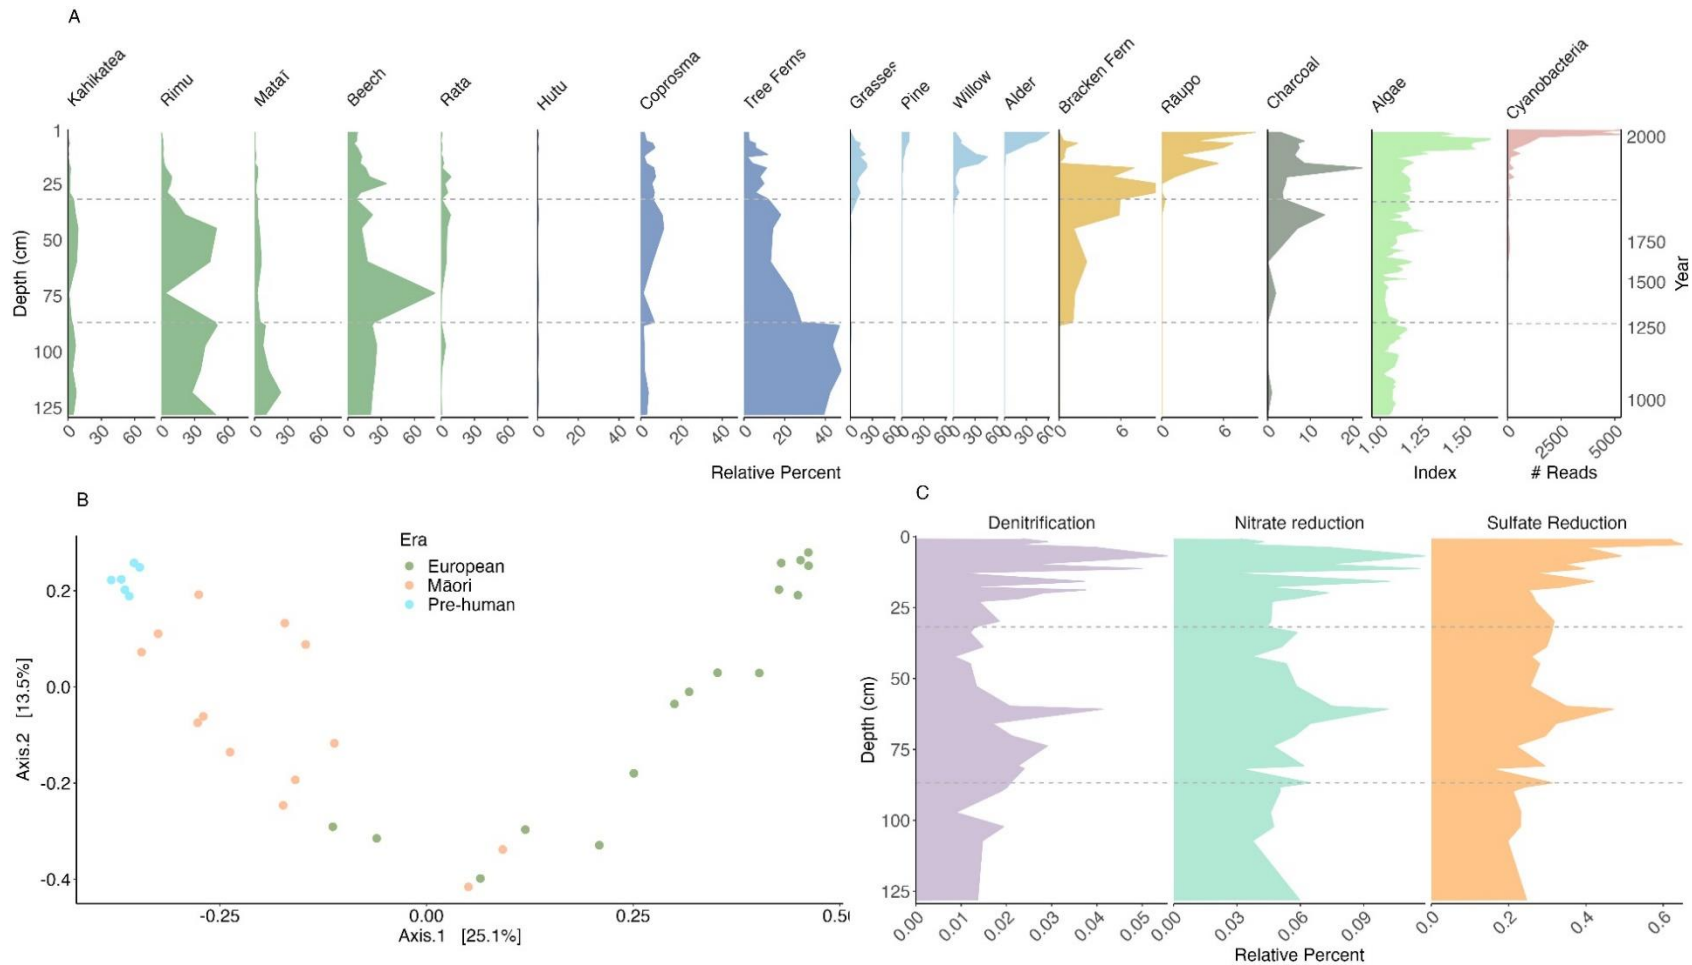 A
Kahikatea Rimu Mataī Beech Rata Hutu Coprosma Tree Ferns Grasses Pine Willow Alder Bracken Fern Rāupo Charcoal Algae Cyanobacteria
1 2000
25
50 1750
75 1500
100 1250
125 1000
Depth (cm)
Year
0 30 60 0 30 60 0 30 60 0 30 60 0 30 60 0 20 40 0 20 40 0 20 40 0 30 60 0 30 60 0 30 60 0 30 60 0 6 0 6 0 10 20 1.00 1.25 1.50 0 2500 5000
Relative Percent Index # Reads
B
Era
European
Māori
Pre-human
0.2
0.0
-0.2
-0.4
Axis.2 [13.5%]
-0.25 0.00 0.25
Axis.1 [25.1%]
C
Denitrification Nitrate reduction Sulfate Reduction
0
25
50
75
100
125
Depth (cm)
0.00 0.01 0.02 0.03 0.04 0.05 0.00 0.03 0.06 0.09 0.0 0.2 0.4 0.6
Relative Percent